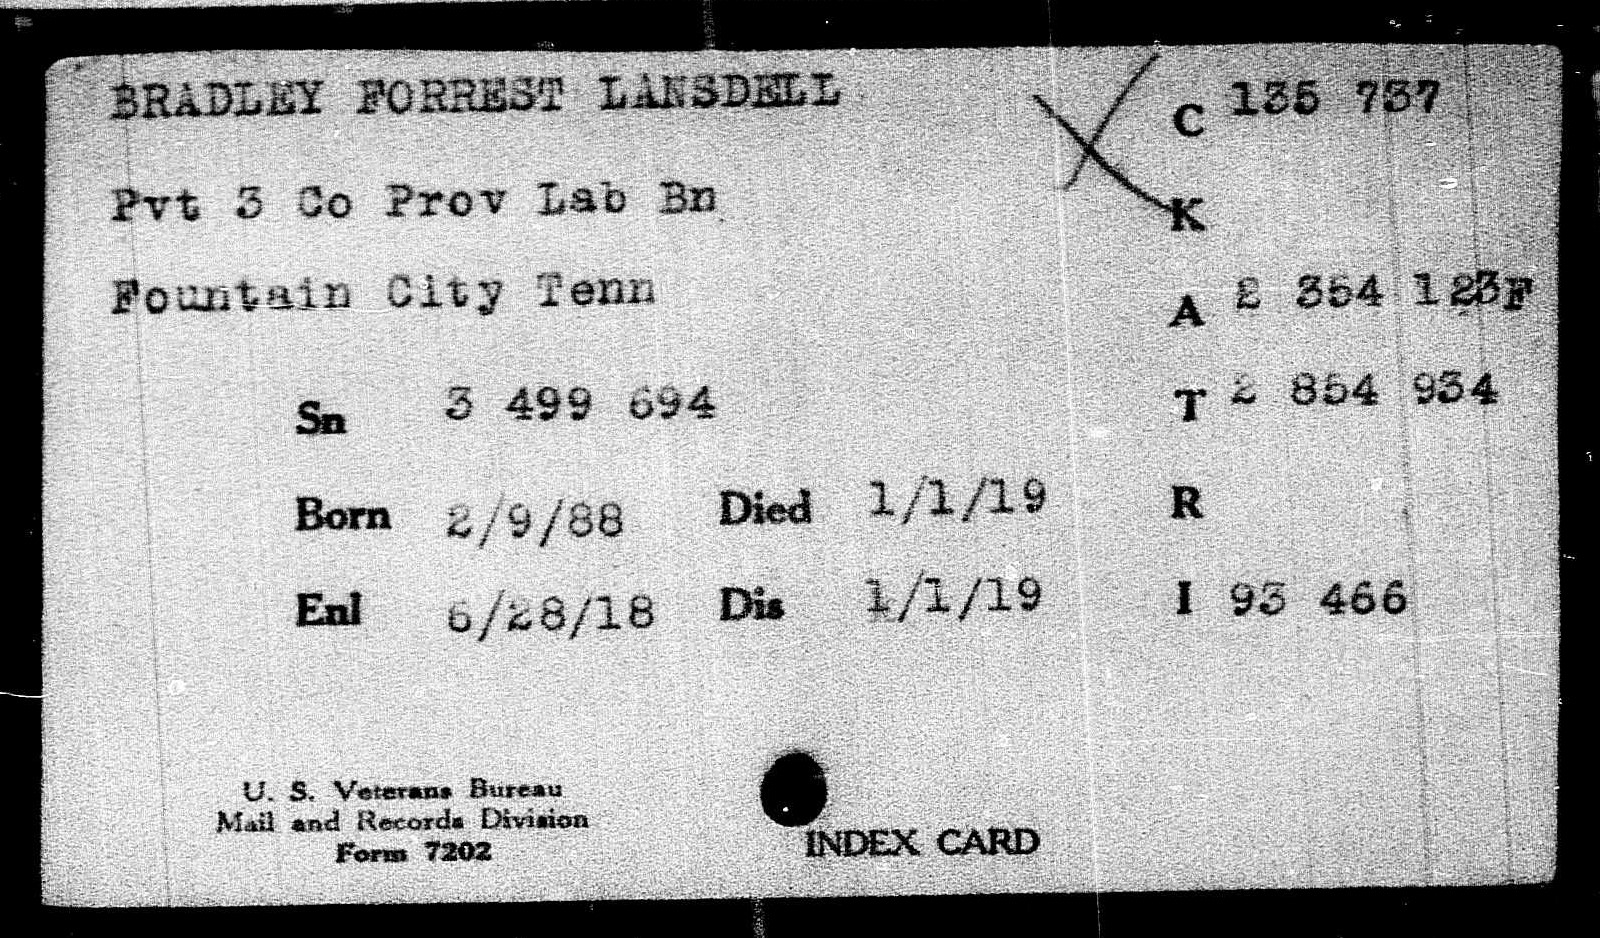 BRADLEY FORREST LANSDELL
C 135 737
Pvt 3 Co Prov Lab Bn
K
Fountain City Tenn
A 2 354 123F
Sn 3 499 694
T 2 854 934
Born 2/9/88 Died 1/1/19 R
Enl 6/28/18 Dis 1/1/19 I 93 466
U. S. Veterans Bureau
Mail and Records Division
Form 7202
INDEX CARD